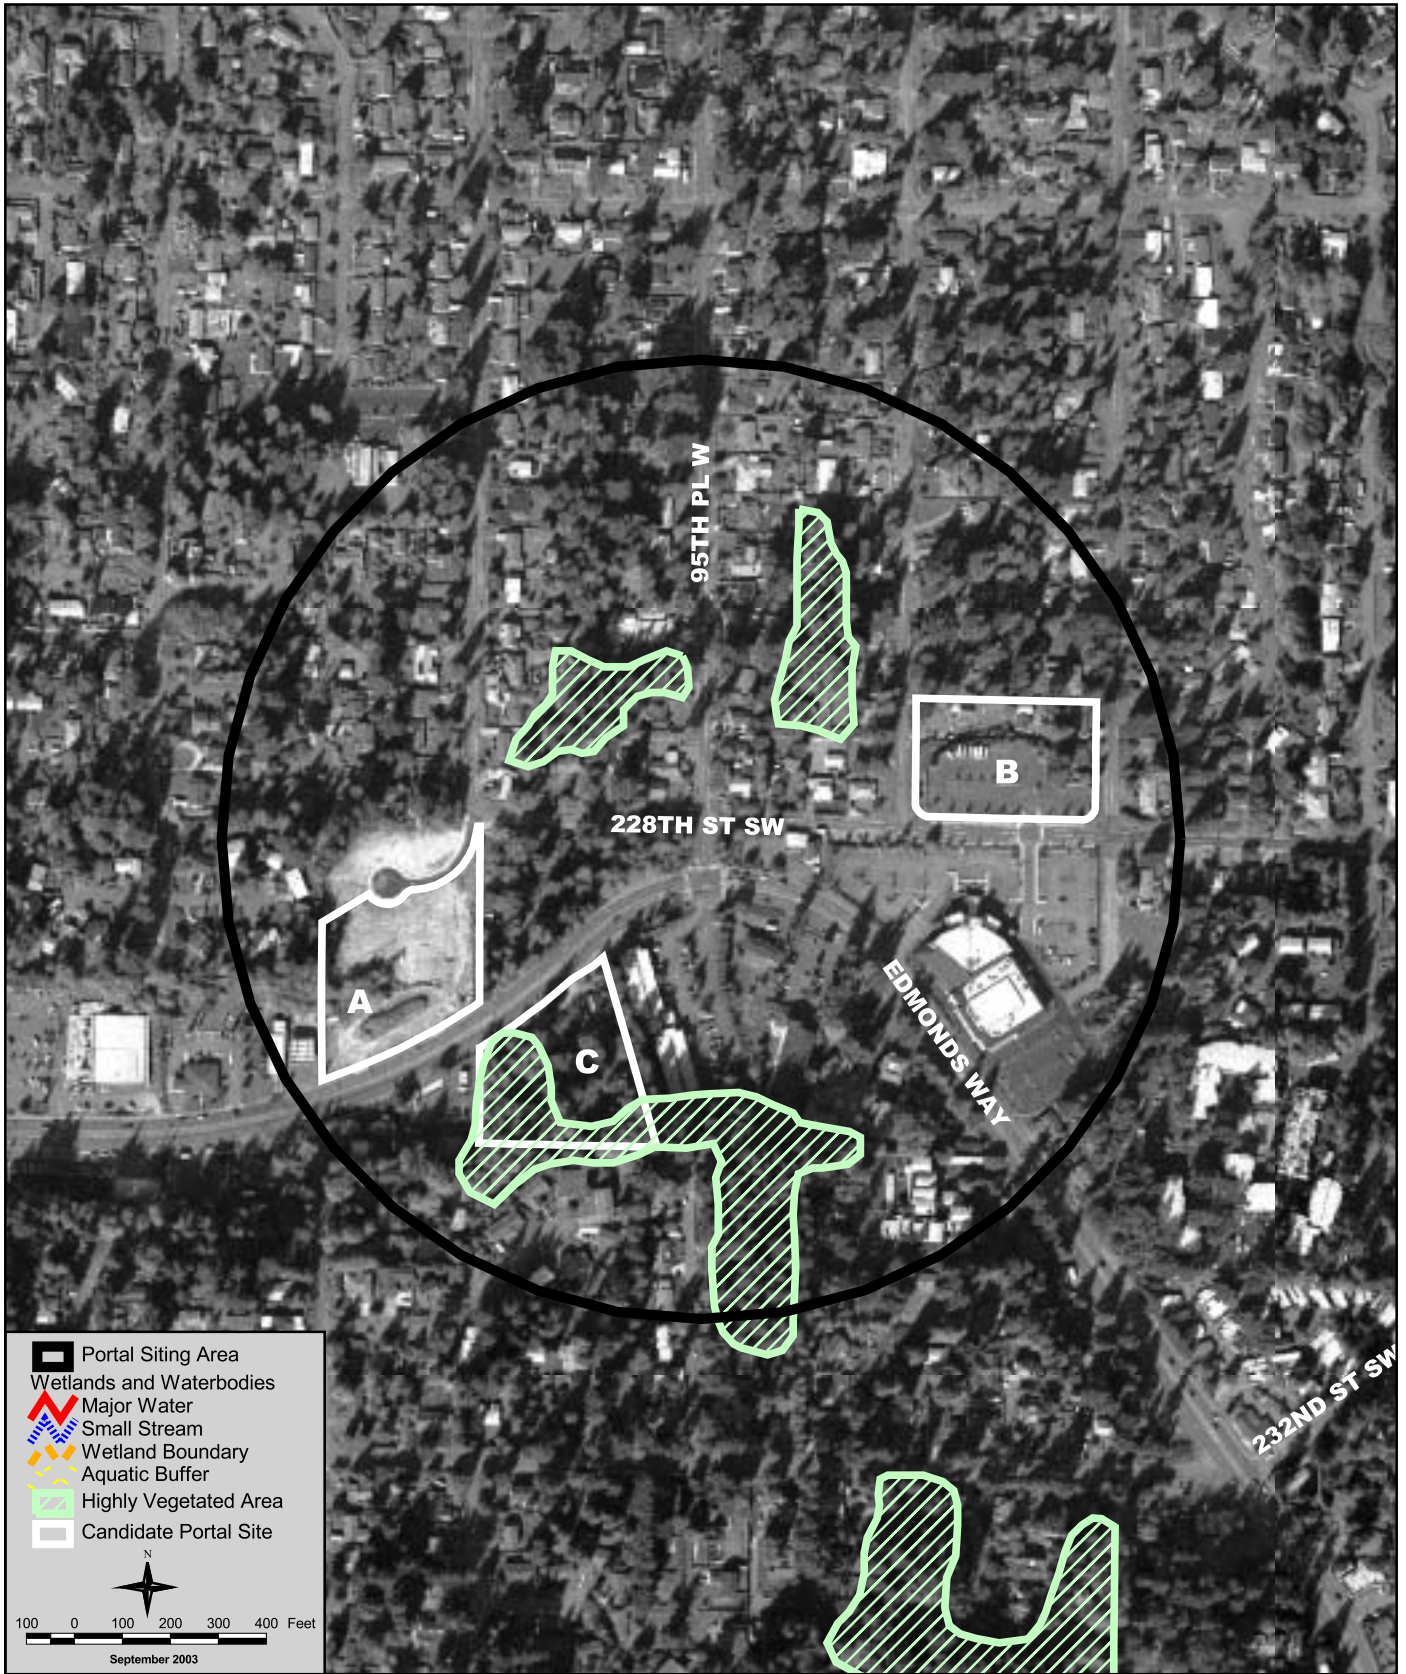 95TH PL W
B
228TH ST SW
A
EDMONDS WAY
C
232ND ST SW
Portal Siting Area
Wetlands and Waterbodies
Major Water
Small Stream
Wetland Boundary
Aquatic Buffer
Highly Vegetated Area
Candidate Portal Site
N
100 0 100 200 300 400 Feet
September 2003